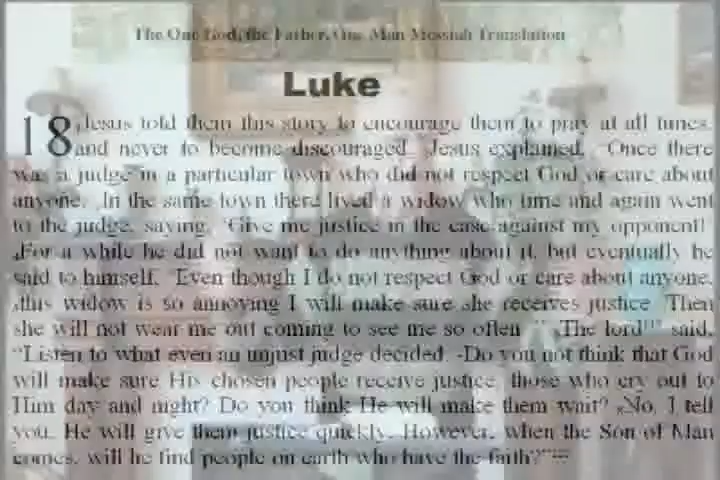 The One God, the Father, One Man Messiah Translation
Luke
18 Jesus told them this story to encourage them to pray at all times,
and never to become discouraged. Jesus explained, "Once there
was a judge in a particular town who did not respect God or care about
anyone. In the same town there lived a widow who time and again went
to the judge, saying, 'Give me justice in the case against my opponent!'
For a while he did not want to do anything about it, but eventually he
said to himself, 'Even though I do not respect God or care about anyone,
this widow is so annoying I will make sure she receives justice. Then
she will not wear me out coming to see me so often.'" The lord said,
"Listen to what even an unjust judge decided. Do you not think that God
will make sure His chosen people receive justice, those who cry out to
Him day and night? Do you think He will make them wait? No, I tell
you, He will give them justice quickly. However, when the Son of Man
comes, will he find people on earth who have the faith?"